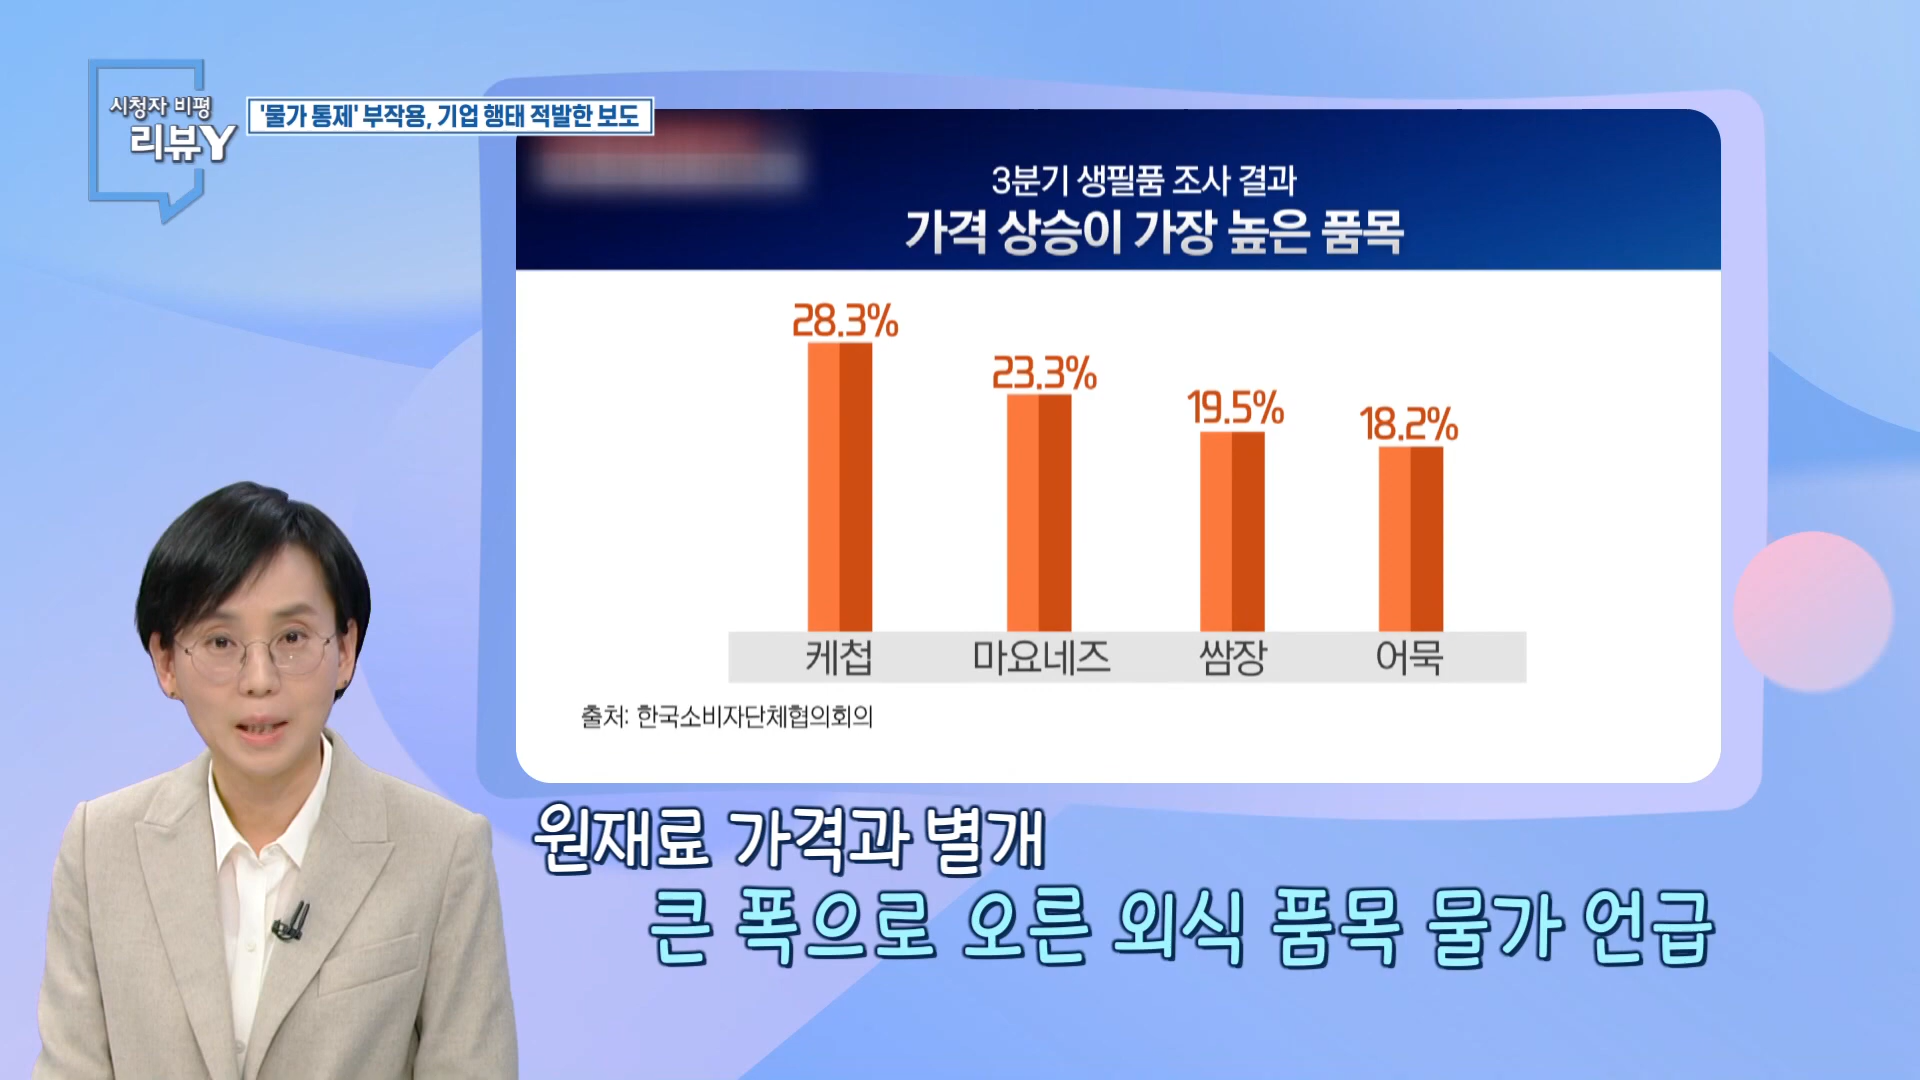 시청자 비평
리뷰Y
'물가 통제' 부작용, 기업 행태 적발한 보도
3분기 생필품 조사 결과
가격 상승이 가장 높은 품목
28.3%
23.3%
19.5%
18.2%
케첩
마요네즈
쌈장
어묵
출처: 한국소비자단체협의회의
원재료 가격과 별개
큰 폭으로 오른 외식 품목 물가 언급